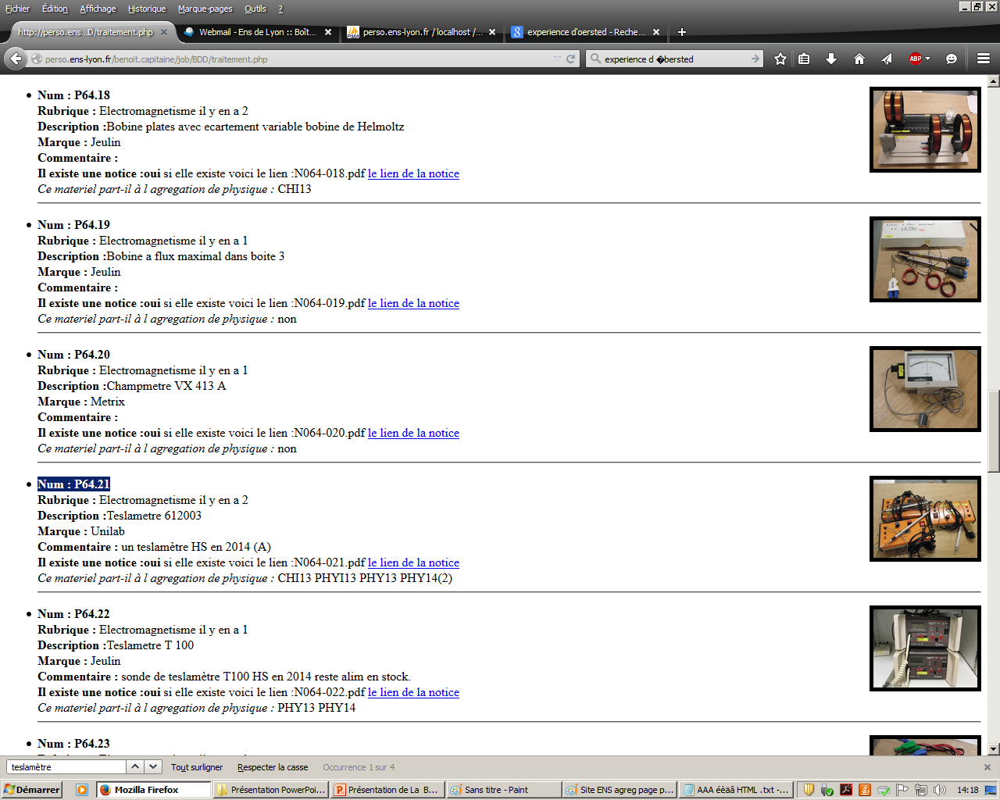 Fichier Édition Affichage Historique Marque-pages Outils ?
http://perso.ens...D/traitement.php Webmail - Ens de Lyon :: Boît... perso.ens-lyon.fr / localhost /... experience d'oersted - Reche...
perso.ens-lyon.fr/benoit.capitaine/job/BDD/traitement.php experience d �bersted ABP
Num : P64.18
Rubrique : Electromagnetisme il y en a 2
Description :Bobine plates avec ecartement variable bobine de Helmoltz
Marque : Jeulin
Commentaire :
Il existe une notice :oui si elle existe voici le lien :N064-018.pdf le lien de la notice
Ce materiel part-il à l agregation de physique : CHI13
Num : P64.19
Rubrique : Electromagnetisme il y en a 1
Description :Bobine a flux maximal dans boite 3
Marque : Jeulin
Commentaire :
Il existe une notice :oui si elle existe voici le lien :N064-019.pdf le lien de la notice
Ce materiel part-il à l agregation de physique : non
Num : P64.20
Rubrique : Electromagnetisme il y en a 1
Description :Champmetre VX 413 A
Marque : Metrix
Commentaire :
Il existe une notice :oui si elle existe voici le lien :N064-020.pdf le lien de la notice
Ce materiel part-il à l agregation de physique : non
Num : P64.21
Rubrique : Electromagnetisme il y en a 2
Description :Teslametre 612003
Marque : Unilab
Commentaire : un teslamètre HS en 2014 (A)
Il existe une notice :oui si elle existe voici le lien :N064-021.pdf le lien de la notice
Ce materiel part-il à l agregation de physique : CHI13 PHYI13 PHY13 PHY14(2)
Num : P64.22
Rubrique : Electromagnetisme il y en a 1
Description :Teslametre T 100
Marque : Jeulin
Commentaire : sonde de teslamètre T100 HS en 2014 reste alim en stock.
Il existe une notice :oui si elle existe voici le lien :N064-022.pdf le lien de la notice
Ce materiel part-il à l agregation de physique : PHY13 PHY14
Num : P64.23
teslamètre Tout surligner Respecter la casse Occurrence 1 sur 4
Démarrer Mozilla Firefox Présentation PowerPoi... Présentation de La B... Sans titre - Paint Site ENS agreg page p... AAA éèäâ HTML .txt -... 14:18